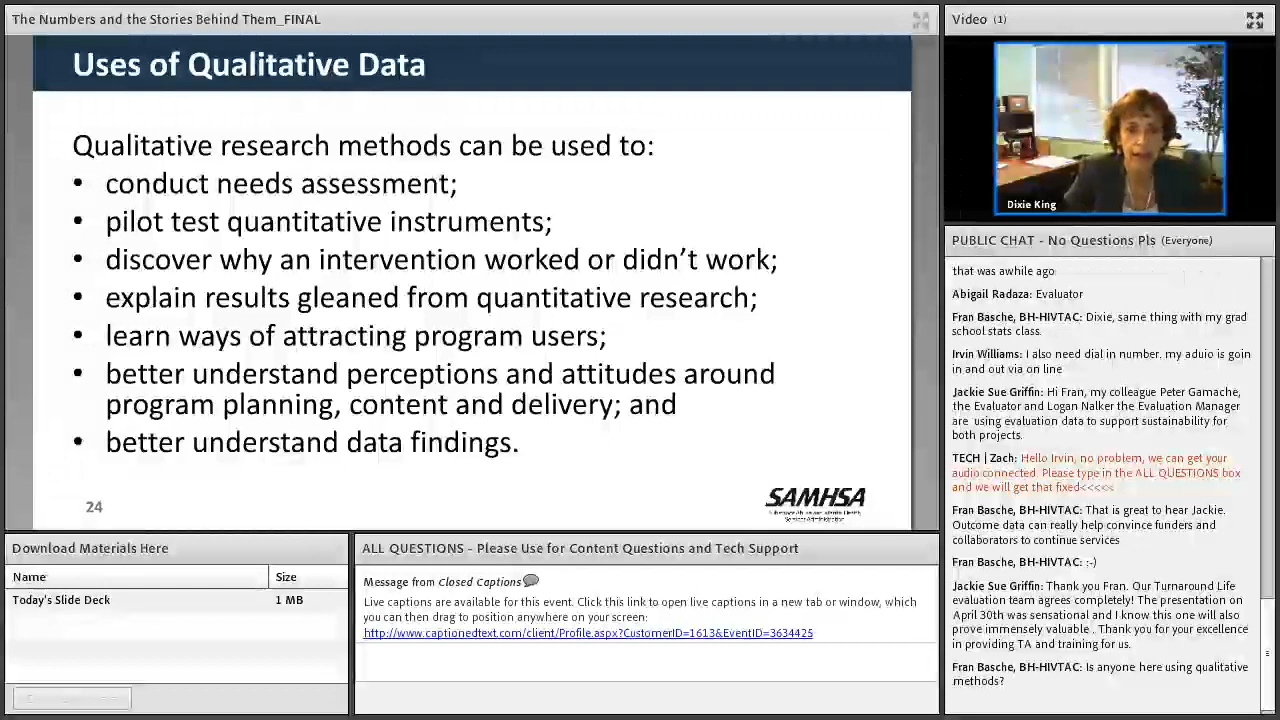 The Numbers and the Stories Behind Them_FINAL
Uses of Qualitative Data
Qualitative research methods can be used to:
• conduct needs assessment;
• pilot test quantitative instruments;
• discover why an intervention worked or didn't work;
• explain results gleaned from quantitative research;
• learn ways of attracting program users;
• better understand perceptions and attitudes around
program planning, content and delivery; and
• better understand data findings.
24
SAMHSA
Download Materials Here
Name Size
Today's Slide Deck 1 MB
ALL QUESTIONS - Please Use for Content Questions and Tech Support
Message from Closed Captions
Live captions are available for this event. Click this link to open live captions in a new tab or window, which
you can then drag to position anywhere on your screen:
http://www.captionedtext.com/client/Profile.aspx?CustomerID=1613&EventID=3634425
Video (1)
Dixie King
PUBLIC CHAT - No Questions Pls (Everyone)
that was awhile ago
Abigail Radaza: Evaluator
Fran Basche, BH-HIVTAC: Dixie, same thing with my grad
school stats class.
Irvin Williams: I also need dial in number. my aduio is goin
in and out via on line
Jackie Sue Griffin: Hi Fran, my colleague Peter Gamache,
the Evaluator and Logan Nalker the Evaluation Manager
are using evaluation data to support sustainability for
both projects.
TECH | Zach: Hello Irvin, no problem, we can get your
audio connected. Please type in the ALL QUESTIONS box
and we will get that fixed<<<<<
Fran Basche, BH-HIVTAC: That is great to hear Jackie.
Outcome data can really help convince funders and
collaborators to continue services
Fran Basche, BH-HIVTAC: :-)
Jackie Sue Griffin: Thank you Fran. Our Turnaround Life
evaluation team agrees completely! The presentation on
April 30th was sensational and I know this one will also
prove immensely valuable . Thank you for your excellence
in providing TA and training for us.
Fran Basche, BH-HIVTAC: Is anyone here using qualitative
methods?